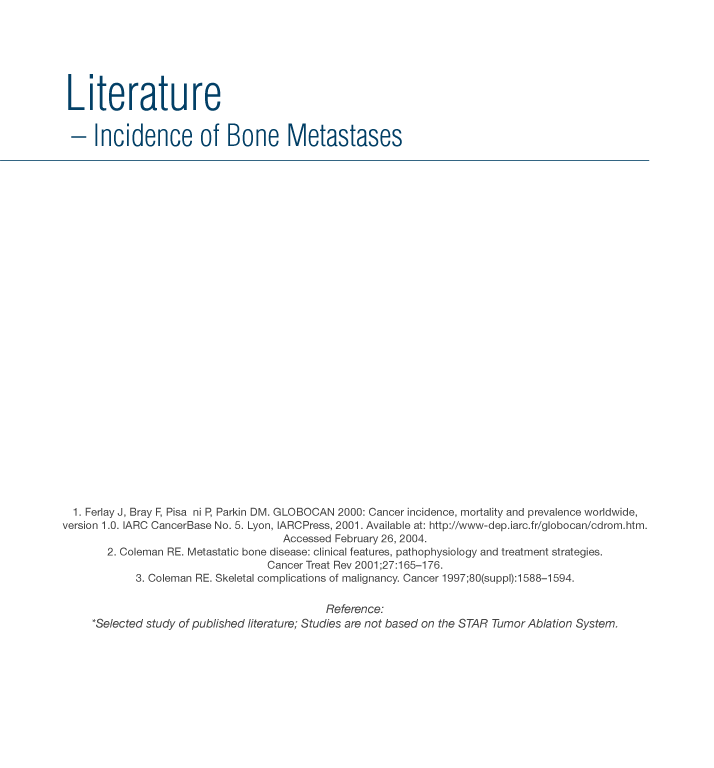 Literature
– Incidence of Bone Metastases
1. Ferlay J, Bray F, Pisa  ni P, Parkin DM. GLOBOCAN 2000: Cancer incidence, mortality and prevalence worldwide,
version 1.0. IARC CancerBase No. 5. Lyon, IARCPress, 2001. Available at: http://www-dep.iarc.fr/globocan/cdrom.htm.
Accessed February 26, 2004.
2. Coleman RE. Metastatic bone disease: clinical features, pathophysiology and treatment strategies.
Cancer Treat Rev 2001;27:165–176.
3. Coleman RE. Skeletal complications of malignancy. Cancer 1997;80(suppl):1588–1594.
Reference:
*Selected study of published literature; Studies are not based on the STAR Tumor Ablation System.